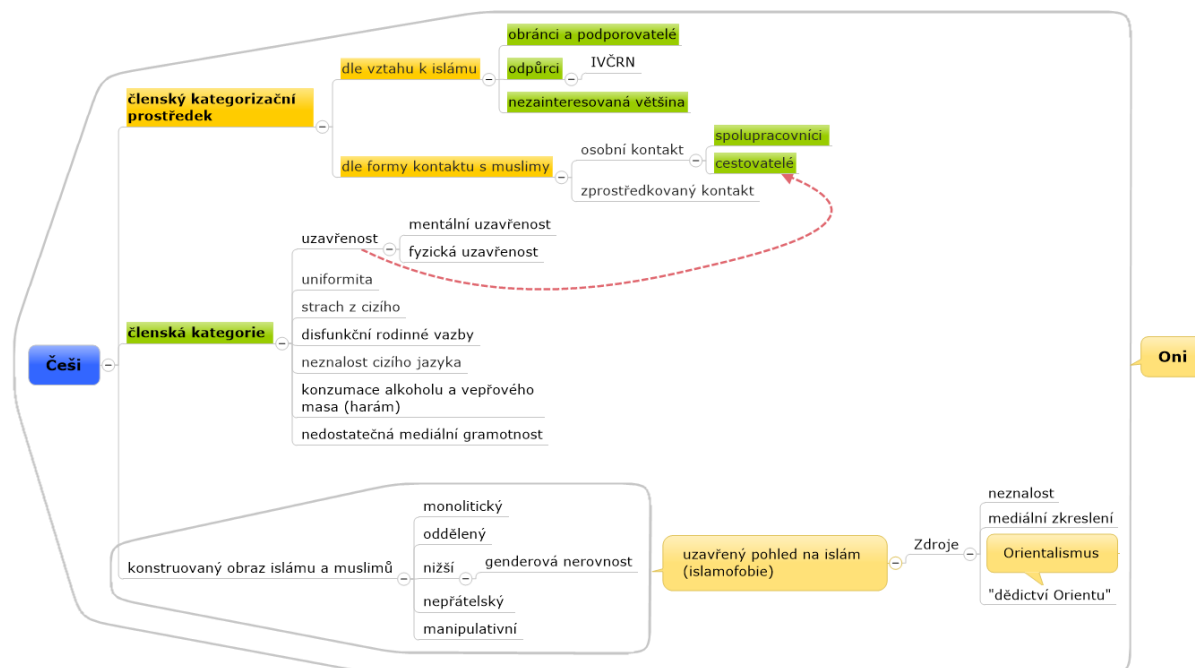 obránci a podporovatelé
dle vztahu k islámu
odpůrci
IVČRN
nezainteresovaná většina
členský kategorizační
prostředek
spolupracovníci
osobní kontakt
cestovatelé
dle formy kontaktu s muslimy
zprostředkovaný kontakt
mentální uzavřenost
uzavřenost
fyzická uzavřenost
uniformita
strach z cizího
členská kategorie
disfunkční rodinné vazby
neznalost cizího jazyka
konzumace alkoholu a vepřového
masa (harám)
nedostatečná mediální gramotnost
Češi
Oni
monolitický
oddělený
konstruovaný obraz islámu a muslimů
nižší
genderová nerovnost
nepřátelský
manipulativní
uzavřený pohled na islám
(islamofobie)
Zdroje
neznalost
mediální zkreslení
Orientalismus
"dědictví Orientu"